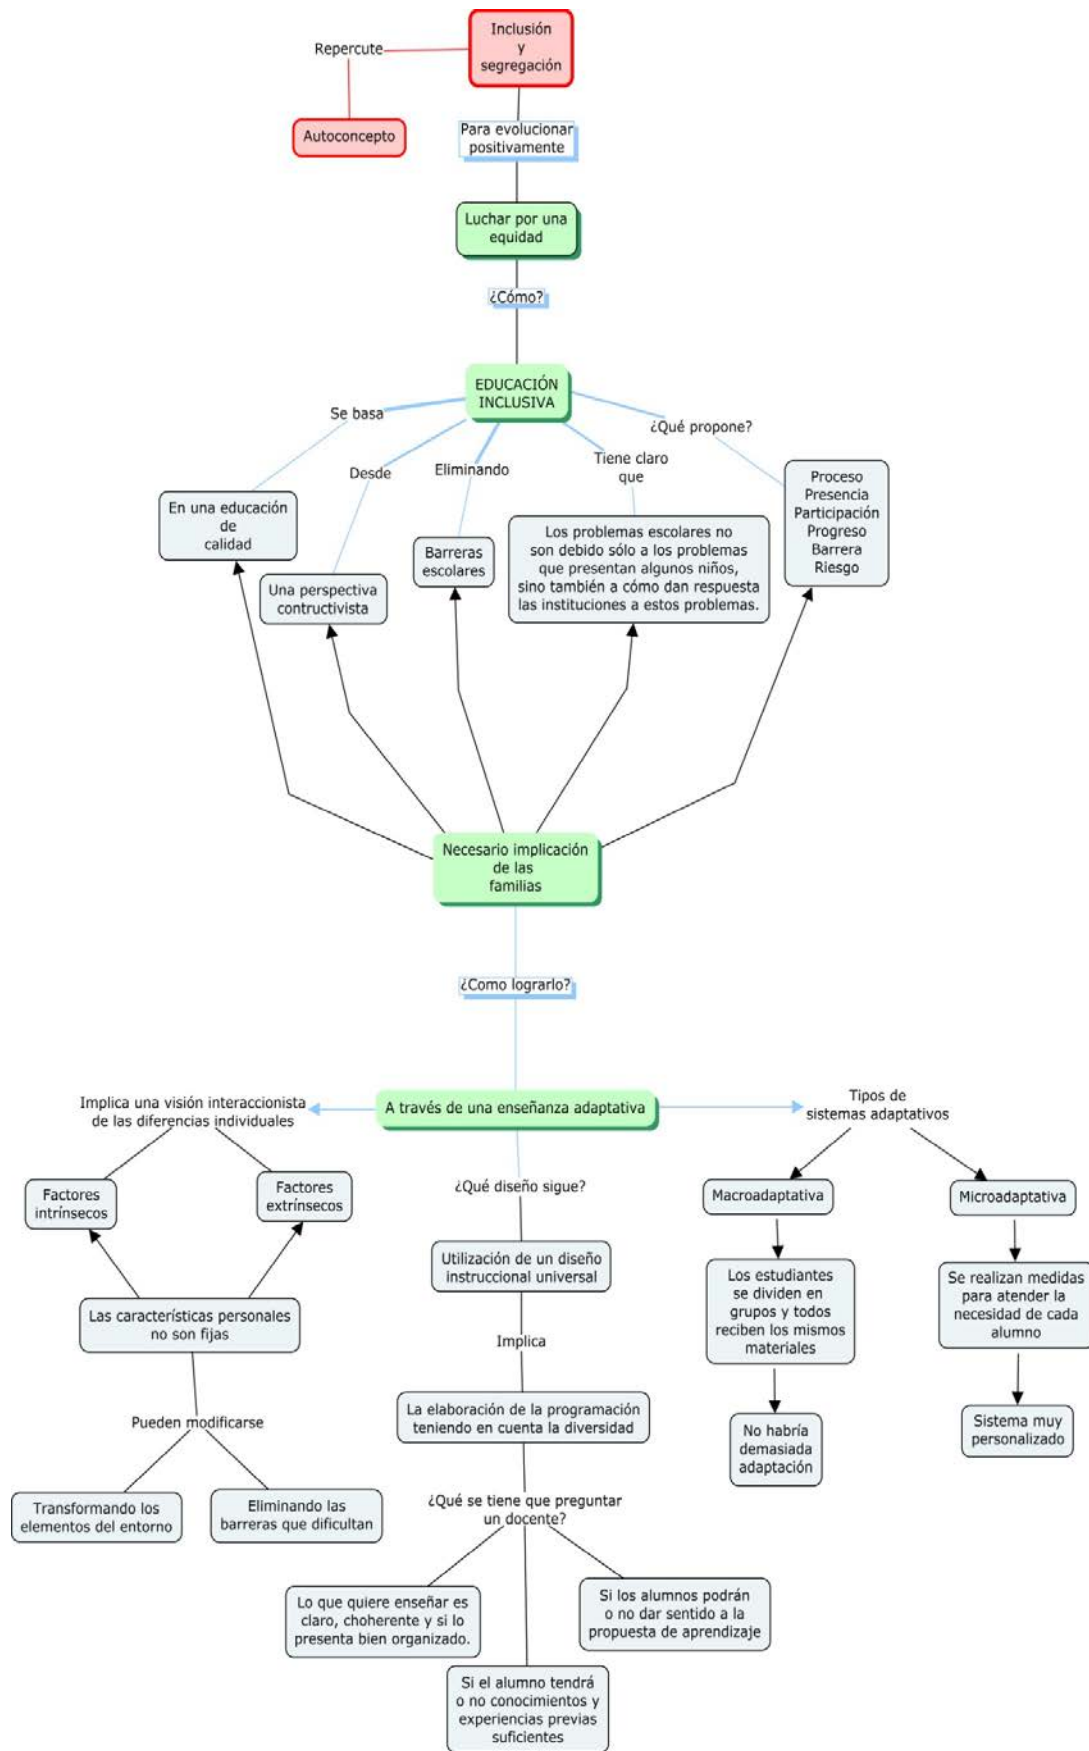 Inclusión
y
segregación
Repercute
Autoconcepto
Para evolucionar
positivamente
Luchar por una
equidad
¿Cómo?
EDUCACIÓN
INCLUSIVA
Se basa
Desde
Eliminando
Tiene claro
que
¿Qué propone?
En una educación
de
calidad
Una perspectiva
contructivista
Barreras
escolares
Los problemas escolares no
son debido sólo a los problemas
que presentan algunos niños,
sino también a cómo dan respuesta
las instituciones a estos problemas.
Proceso
Presencia
Participación
Progreso
Barrera
Riesgo
Necesario implicación
de las
familias
¿Como lograrlo?
A través de una enseñanza adaptativa
Implica una visión interaccionista
de las diferencias individuales
Factores
intrínsecos
Factores
extrínsecos
Las características personales
no son fijas
Pueden modificarse
Transformando los
elementos del entorno
Eliminando las
barreras que dificultan
¿Qué diseño sigue?
Utilización de un diseño
instruccional universal
Implica
La elaboración de la programación
teniendo en cuenta la diversidad
¿Qué se tiene que preguntar
un docente?
Lo que quiere enseñar es
claro, choherente y si lo
presenta bien organizado.
Si el alumno tendrá
o no conocimientos y
experiencias previas
suficientes
Si los alumnos podrán
o no dar sentido a la
propuesta de aprendizaje
Tipos de
sistemas adaptativos
Macroadaptativa
Los estudiantes
se dividen en
grupos y todos
reciben los mismos
materiales
No habría
demasiada
adaptación
Microadaptativa
Se realizan medidas
para atender la
necesidad de cada
alumno
Sistema muy
personalizado